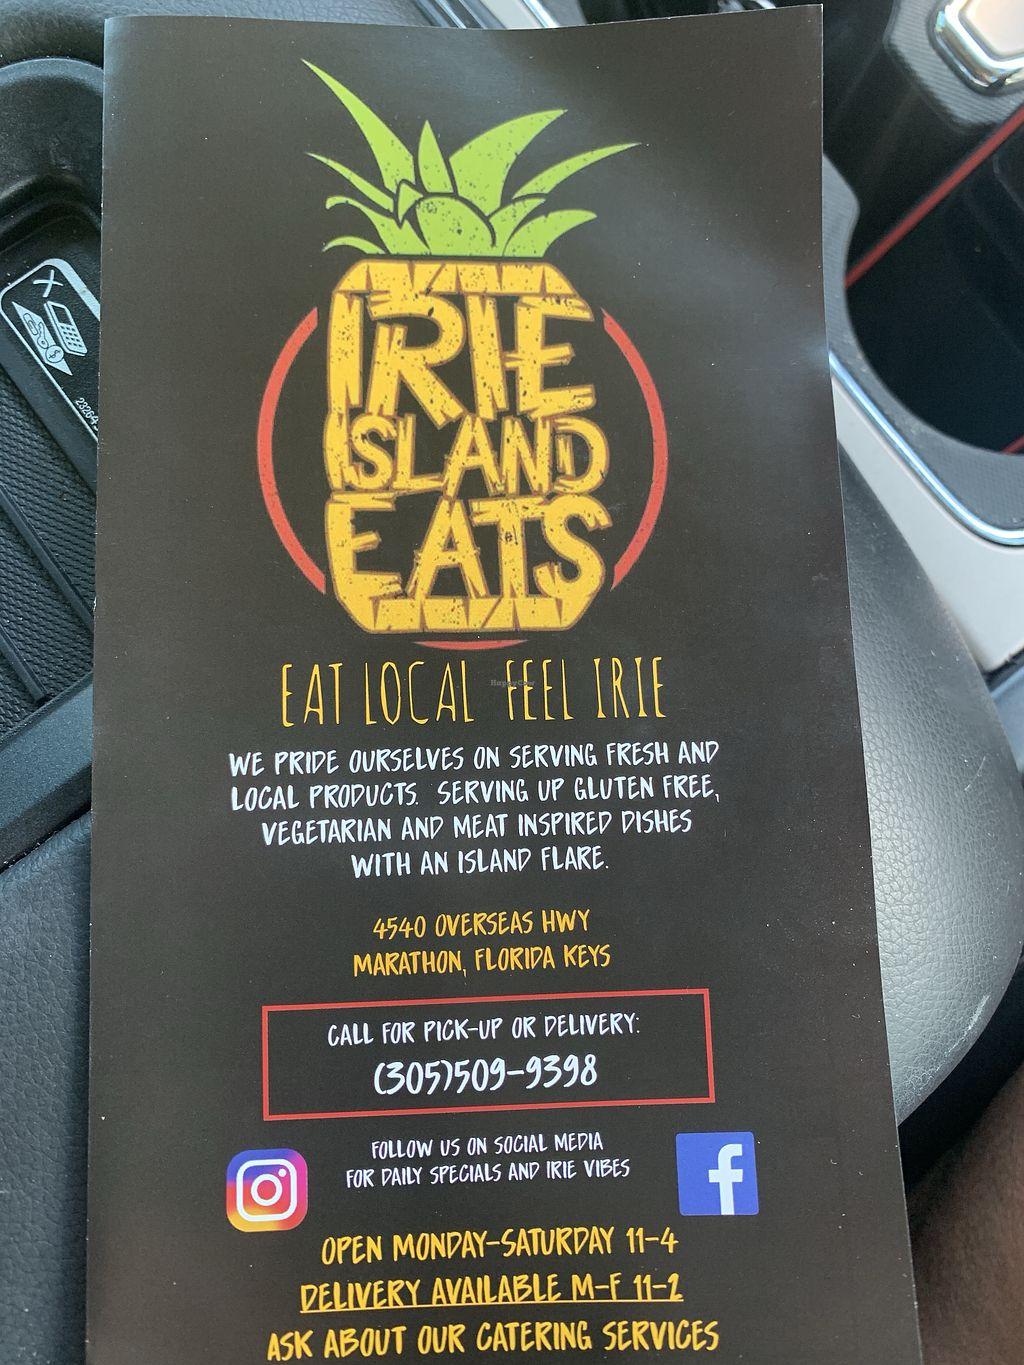 IRIE
ISLAND
EATS
EAT LOCAL FEEL IRIE
HappyCow
WE PRIDE OURSELVES ON SERVING FRESH AND
LOCAL PRODUCTS. SERVING UP GLUTEN FREE,
VEGETARIAN AND MEAT INSPIRED DISHES
WITH AN ISLAND FLARE.
4540 OVERSEAS HWY
MARATHON, FLORIDA KEYS
CALL FOR PICK-UP OR DELIVERY:
(305)509-9398
FOLLOW US ON SOCIAL MEDIA
FOR DAILY SPECIALS AND IRIE VIBES
f
OPEN MONDAY-SATURDAY 11-4
DELIVERY AVAILABLE M-F 11-2
ASK ABOUT OUR CATERING SERVICES